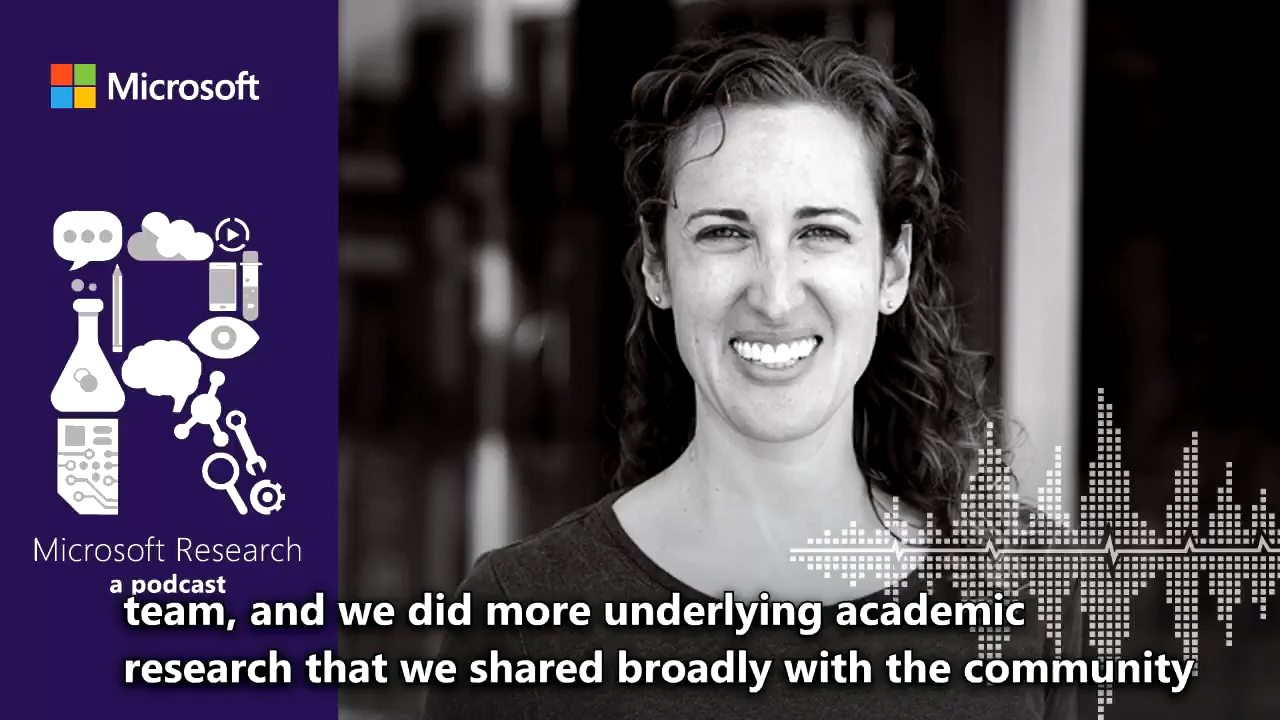 Microsoft
Microsoft Research
a podcast
team, and we did more underlying academic
research that we shared broadly with the community